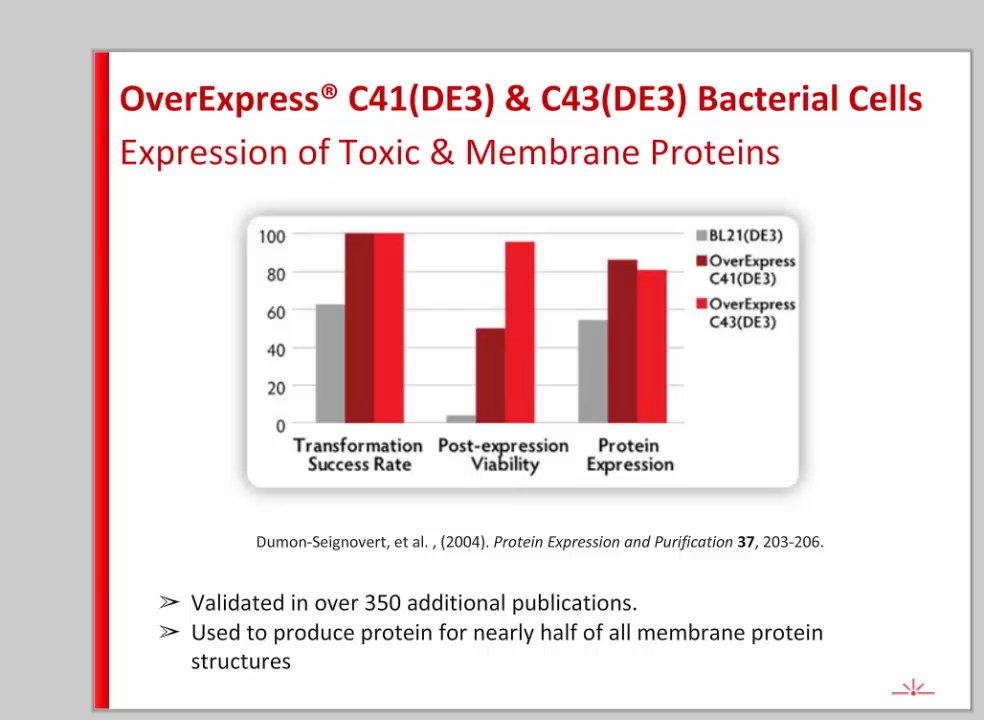 OverExpress® C41(DE3) & C43(DE3) Bacterial Cells
Expression of Toxic & Membrane Proteins
100
80
60
40
20
0
Transformation
Success Rate
Post-expression
Viability
Protein
Expression
BL21(DE3)
OverExpress
C41(DE3)
OverExpress
C43(DE3)
Dumon-Seignovert, et al. , (2004). Protein Expression and Purification 37, 203-206.
➢ Validated in over 350 additional publications.
➢ Used to produce protein for nearly half of all membrane protein
structures